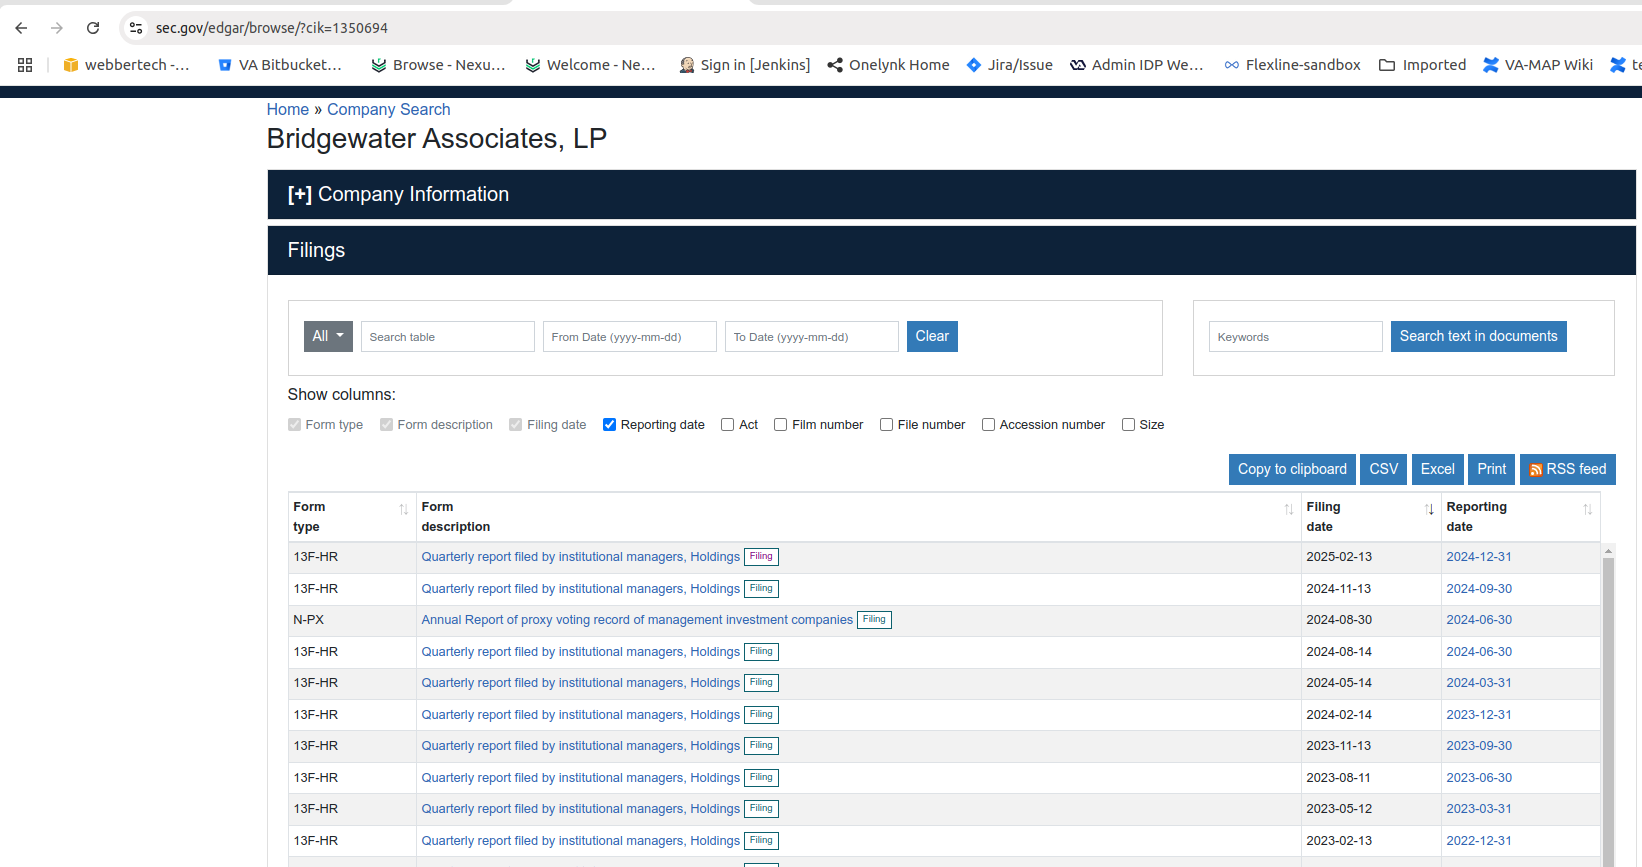 sec.gov/edgar/browse/?cik=1350694
webbertech -... VA Bitbucket... Browse - Nexu... Welcome - Ne... Sign in [Jenkins] Onelynk Home Jira/Issue Admin IDP We... Flexline-sandbox Imported VA-MAP Wiki te
Home » Company Search
Bridgewater Associates, LP
[+] Company Information
Filings
All Search table From Date (yyyy-mm-dd) To Date (yyyy-mm-dd) Clear Keywords Search text in documents
Show columns:
Form type Form description Filing date Reporting date Act Film number File number Accession number Size
Copy to clipboard CSV Excel Print RSS feed
Form type Form description Filing date Reporting date
13F-HR Quarterly report filed by institutional managers, Holdings Filing 2025-02-13 2024-12-31
13F-HR Quarterly report filed by institutional managers, Holdings Filing 2024-11-13 2024-09-30
N-PX Annual Report of proxy voting record of management investment companies Filing 2024-08-30 2024-06-30
13F-HR Quarterly report filed by institutional managers, Holdings Filing 2024-08-14 2024-06-30
13F-HR Quarterly report filed by institutional managers, Holdings Filing 2024-05-14 2024-03-31
13F-HR Quarterly report filed by institutional managers, Holdings Filing 2024-02-14 2023-12-31
13F-HR Quarterly report filed by institutional managers, Holdings Filing 2023-11-13 2023-09-30
13F-HR Quarterly report filed by institutional managers, Holdings Filing 2023-08-11 2023-06-30
13F-HR Quarterly report filed by institutional managers, Holdings Filing 2023-05-12 2023-03-31
13F-HR Quarterly report filed by institutional managers, Holdings Filing 2023-02-13 2022-12-31